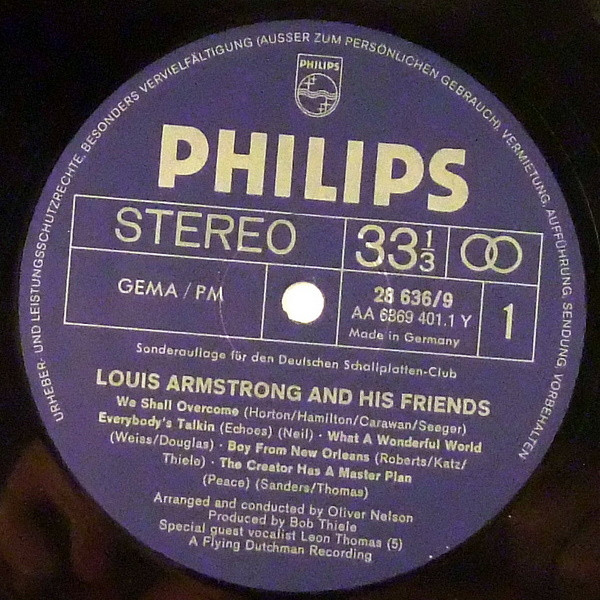 URHEBER- UND LEISTUNGSSCHUTZRECHTE, BESONDERS VERVIELFÄLTIGUNG (AUSSER ZUM PERSÖNLICHEN GEBRAUCH), VERMIETUNG, AUFFÜHRUNG, SENDUNG VORBEHALTEN
PHILIPS
PHILIPS
STEREO
33 1/3
GEMA / PM
28 636/9
AA 6869 401.1 Y
Made in Germany
1
Sonderauflage für den Deutschen Schallplatten-Club
LOUIS ARMSTRONG AND HIS FRIENDS
We Shall Overcome (Horton/Hamilton/Carawan/Seeger)
Everybody's Talkin (Echoes) (Neil) · What A Wonderful World
(Weiss/Douglas) · Boy From New Orleans (Roberts/Katz/
Thiele) · The Creator Has A Master Plan
(Peace) (Sanders/Thomas)
Arranged and conducted by Oliver Nelson
Produced by Bob Thiele
Special guest vocalist Leon Thomas (5)
A Flying Dutchman Recording